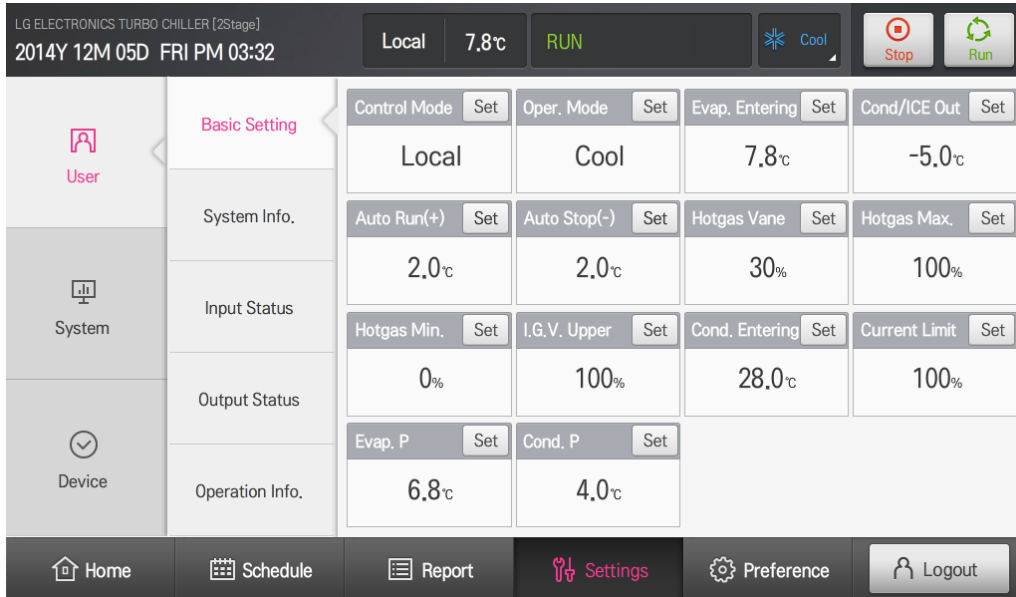 LG ELECTRONICS TURBO CHILLER [2Stage]
2014Y 12M 05D FRI PM 03:32
Local 7.8℃ RUN Cool Stop Run
User
System
Device
Basic Setting
System Info.
Input Status
Output Status
Operation Info.
Control Mode Set Oper. Mode Set Evap. Entering Set Cond/ICE Out Set
Local Cool 7.8℃ -5.0℃
Auto Run(+) Set Auto Stop(-) Set Hotgas Vane Set Hotgas Max. Set
2.0℃ 2.0℃ 30% 100%
Hotgas Min. Set I.G.V. Upper Set Cond. Entering Set Current Limit Set
0% 100% 28.0℃ 100%
Evap. P Set Cond. P Set
6.8℃ 4.0℃
Home Schedule Report Settings Preference Logout